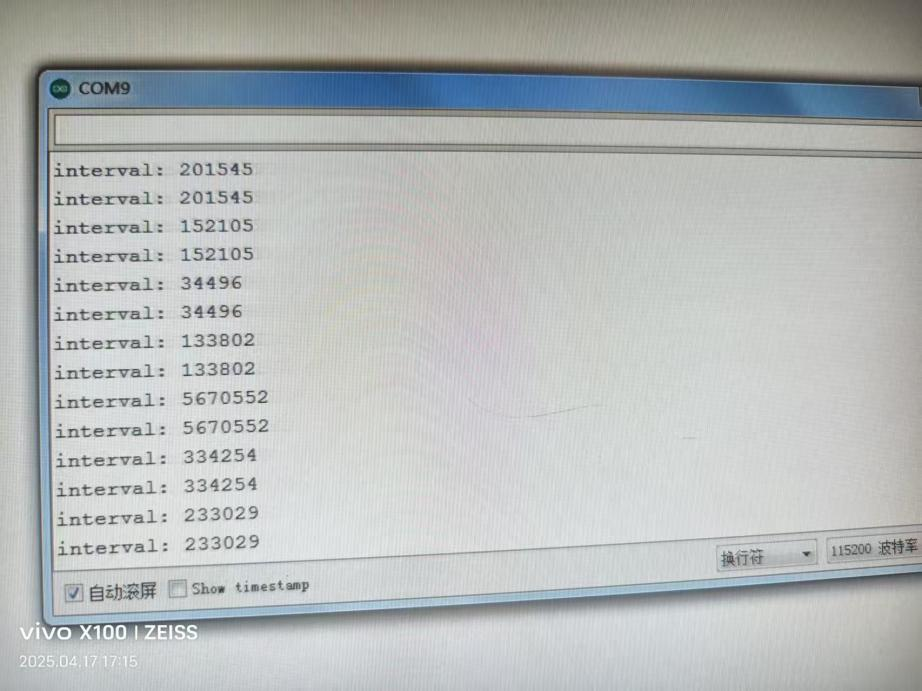 COM9
interval: 201545
interval: 201545
interval: 152105
interval: 152105
interval: 34496
interval: 34496
interval: 133802
interval: 133802
interval: 5670552
interval: 5670552
interval: 334254
interval: 334254
interval: 233029
interval: 233029
自动滚屏 Show timestamp 换行符 115200 波特率
vivo X100 | ZEISS
2025.04.17 17:15